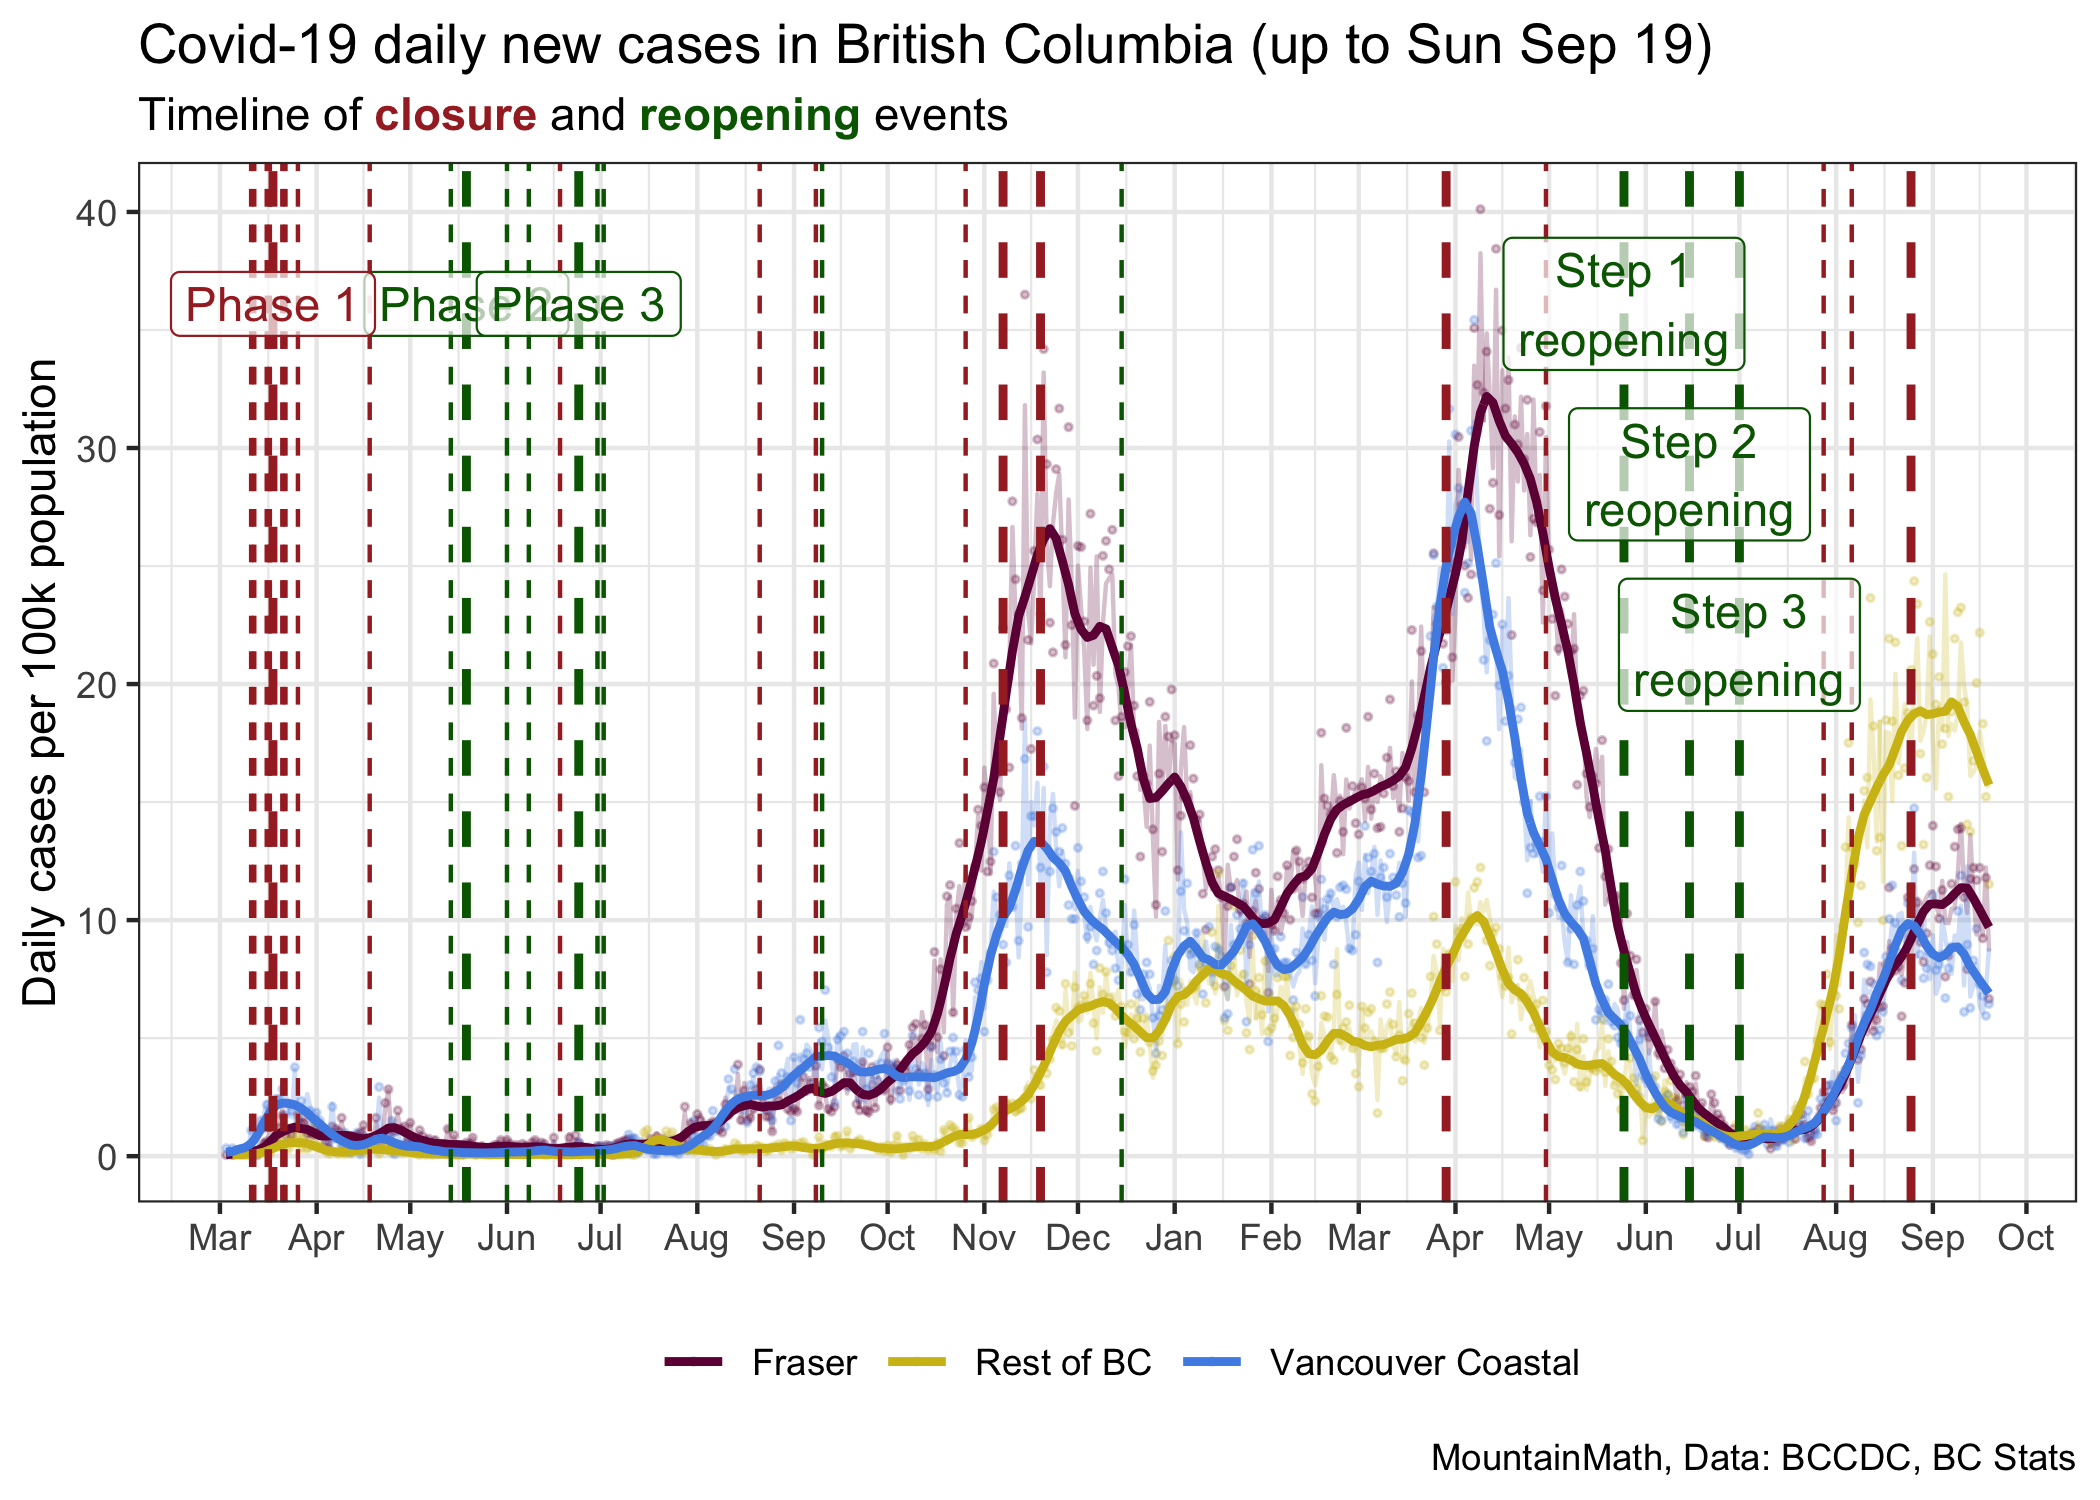 Covid-19 daily new cases in British Columbia (up to Sun Sep 19)
Timeline of closure and reopening events
Daily cases per 100k population
40
30
20
10
0
Phase 1
Phase 2
Phase 3
Step 1
reopening
Step 2
reopening
Step 3
reopening
Mar Apr May Jun Jul Aug Sep Oct Nov Dec Jan Feb Mar Apr May Jun Jul Aug Sep Oct
Fraser Rest of BC Vancouver Coastal
MountainMath, Data: BCCDC, BC Stats